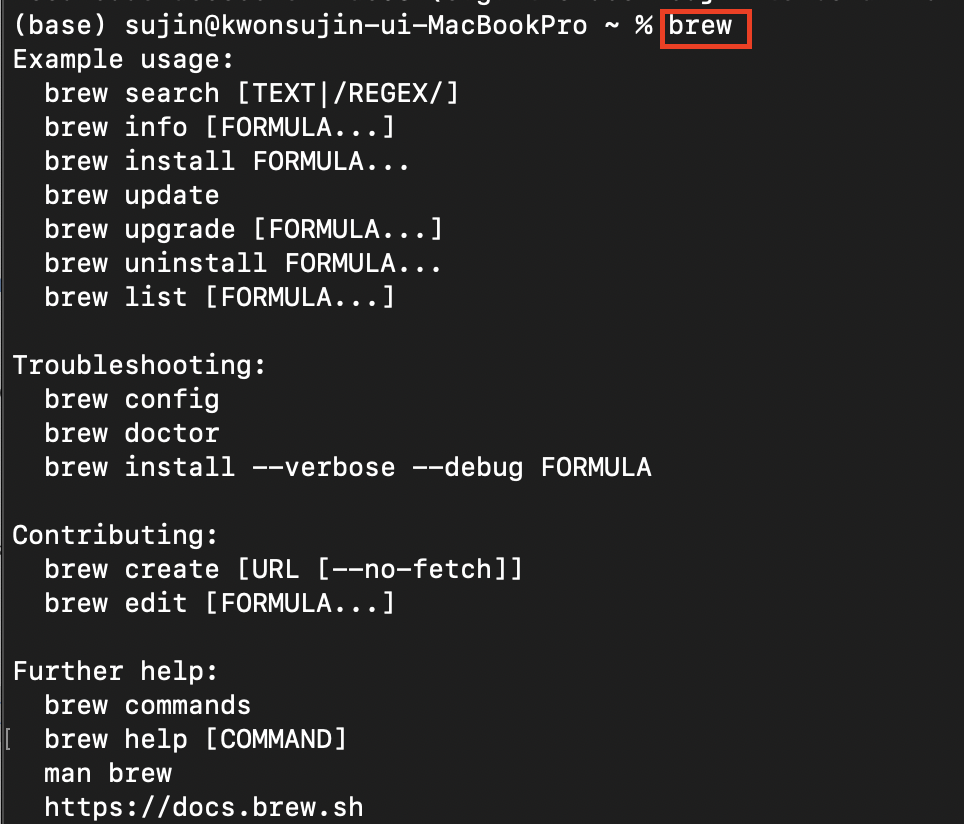 (base) sujin@kwonsujin-ui-MacBookPro ~ % brew
Example usage:
  brew search [TEXT|/REGEX/]
  brew info [FORMULA...]
  brew install FORMULA...
  brew update
  brew upgrade [FORMULA...]
  brew uninstall FORMULA...
  brew list [FORMULA...]

Troubleshooting:
  brew config
  brew doctor
  brew install --verbose --debug FORMULA

Contributing:
  brew create [URL [--no-fetch]]
  brew edit [FORMULA...]

Further help:
  brew commands
[ brew help [COMMAND]
  man brew
  https://docs.brew.sh